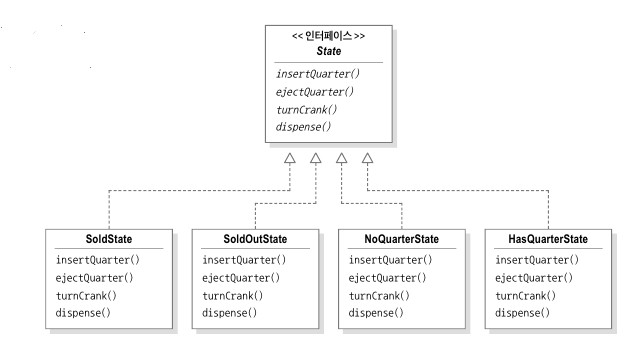 << 인터페이스 >>
State
insertQuarter()
ejectQuarter()
turnCrank()
dispense()
SoldState
insertQuarter()
ejectQuarter()
turnCrank()
dispense()
SoldOutState
insertQuarter()
ejectQuarter()
turnCrank()
dispense()
NoQuarterState
insertQuarter()
ejectQuarter()
turnCrank()
dispense()
HasQuarterState
insertQuarter()
ejectQuarter()
turnCrank()
dispense()